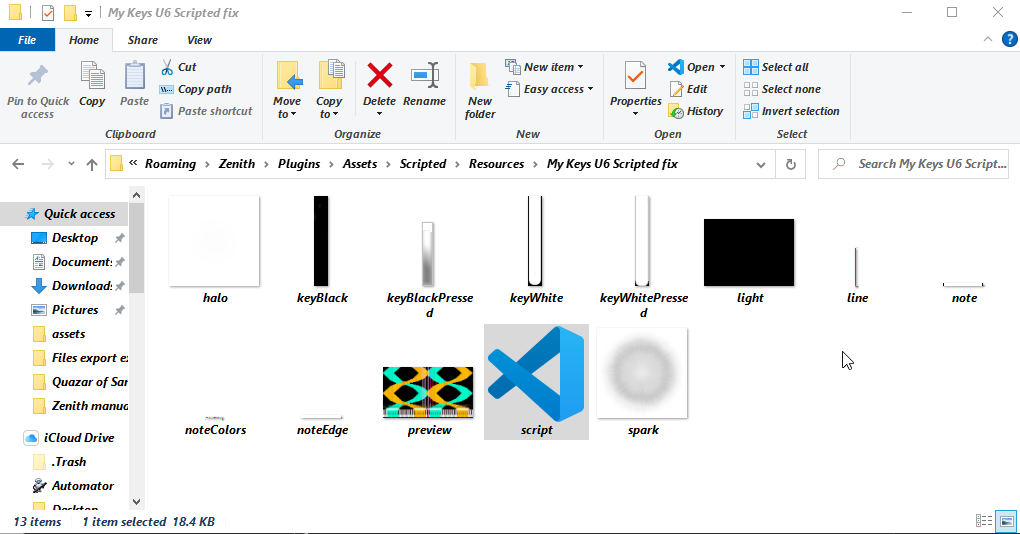 My Keys U6 Scripted fix
File Home Share View
Pin to Quick access
Copy
Paste
Cut
Copy path
Paste shortcut
Clipboard
Move to
Copy to
Delete
Rename
Organize
New folder
New item
Easy access
New
Properties
Open
Edit
History
Open
Select all
Select none
Invert selection
Select
« Roaming > Zenith > Plugins > Assets > Scripted > Resources > My Keys U6 Scripted fix
Search My Keys U6 Script...
Quick access
Desktop
Document:
Download:
Pictures
assets
Files export e
Quazar of Sar
Zenith manua
iCloud Drive
.Trash
Automator
Desktop
halo
keyBlack
keyBlackPresse
d
keyWhite
keyWhitePresse
d
light
line
note
noteColors
noteEdge
preview
script
spark
13 items 1 item selected 18.4 KB